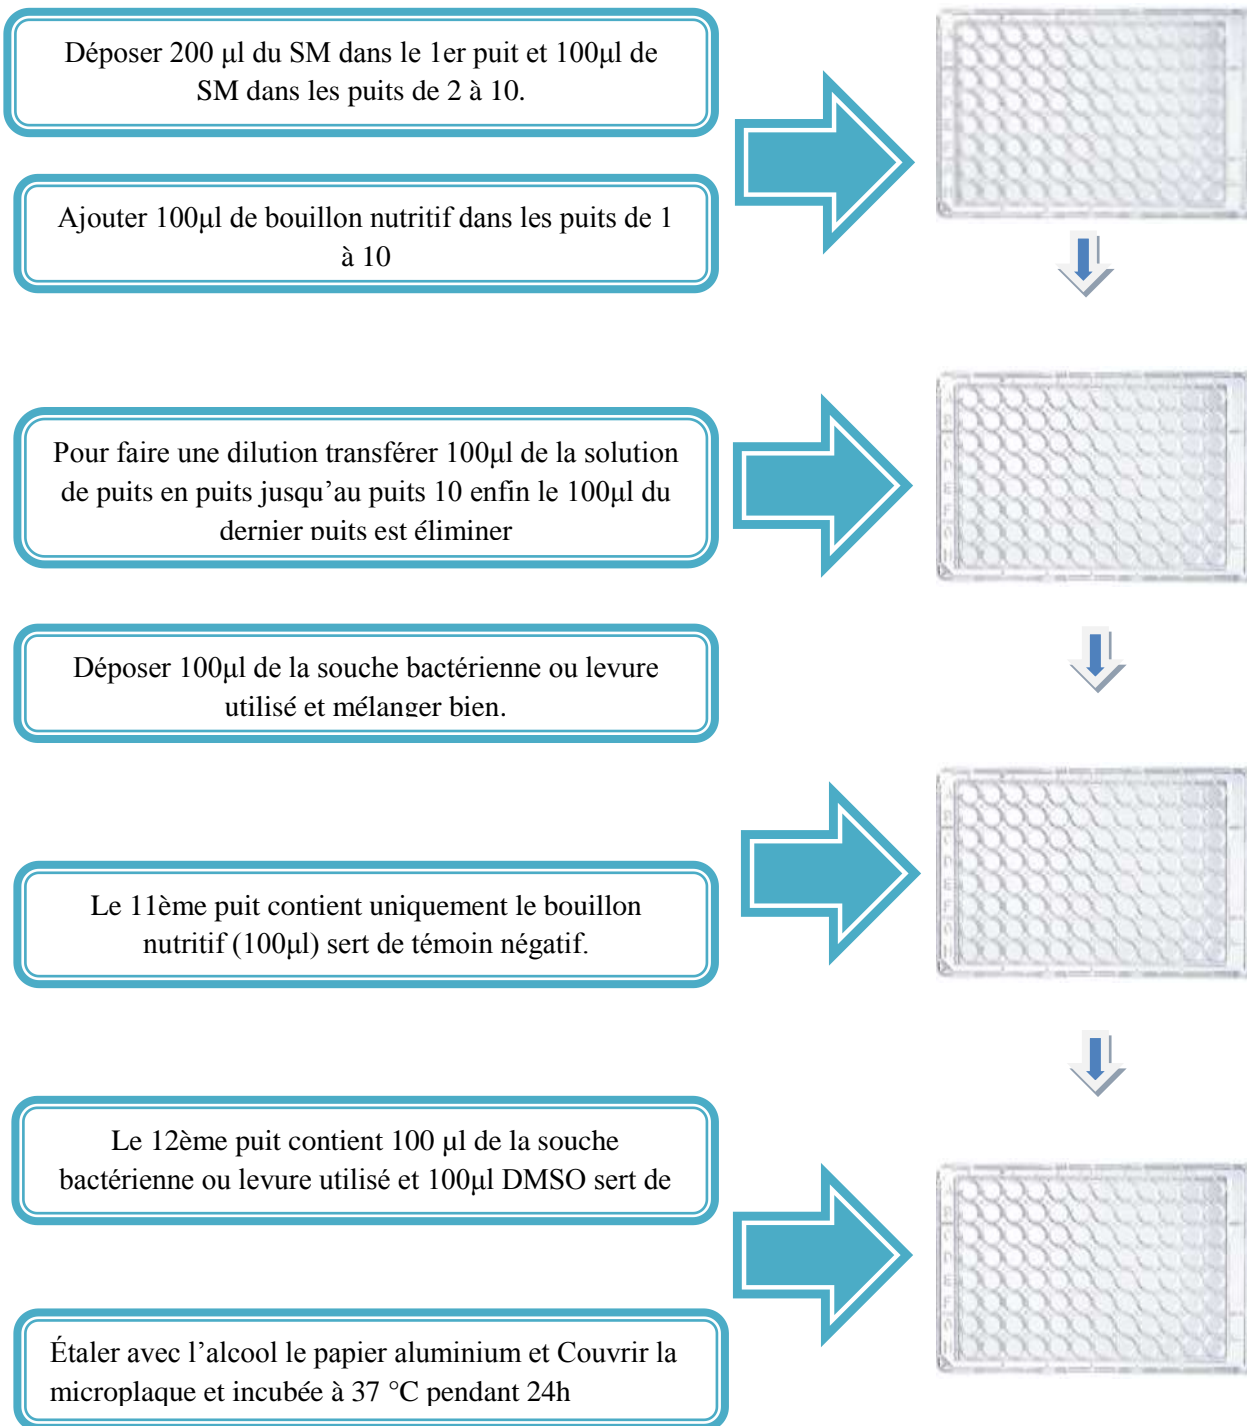 Déposer 200 µl du SM dans le 1er puit et 100µl de
SM dans les puits de 2 à 10.
Ajouter 100µl de bouillon nutritif dans les puits de 1
à 10
Pour faire une dilution transférer 100µl de la solution
de puits en puits jusqu’au puits 10 enfin le 100µl du
dernier puits est éliminer
Déposer 100µl de la souche bactérienne ou levure
utilisé et mélanger bien.
Le 11ème puit contient uniquement le bouillon
nutritif (100µl) sert de témoin négatif.
Le 12ème puit contient 100 µl de la souche
bactérienne ou levure utilisé et 100µl DMSO sert de
Étaler avec l’alcool le papier aluminium et Couvrir la
microplaque et incubée à 37 °C pendant 24h